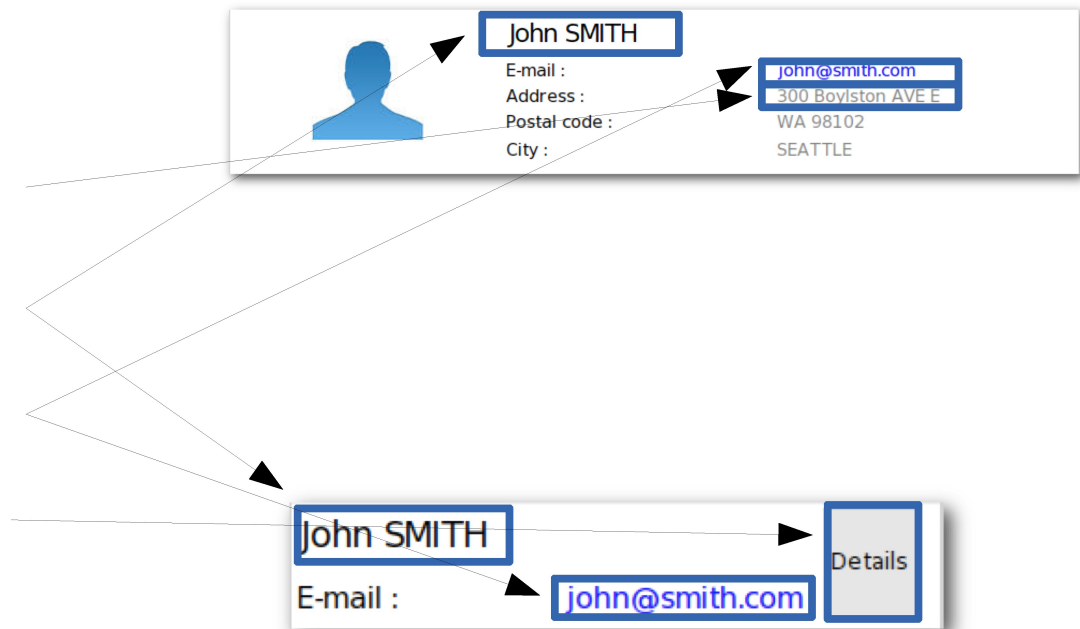 John SMITH
E-mail : john@smith.com
Address : 300 Boylston AVE E
Postal code : WA 98102
City : SEATTLE
John SMITH
Details
E-mail : john@smith.com